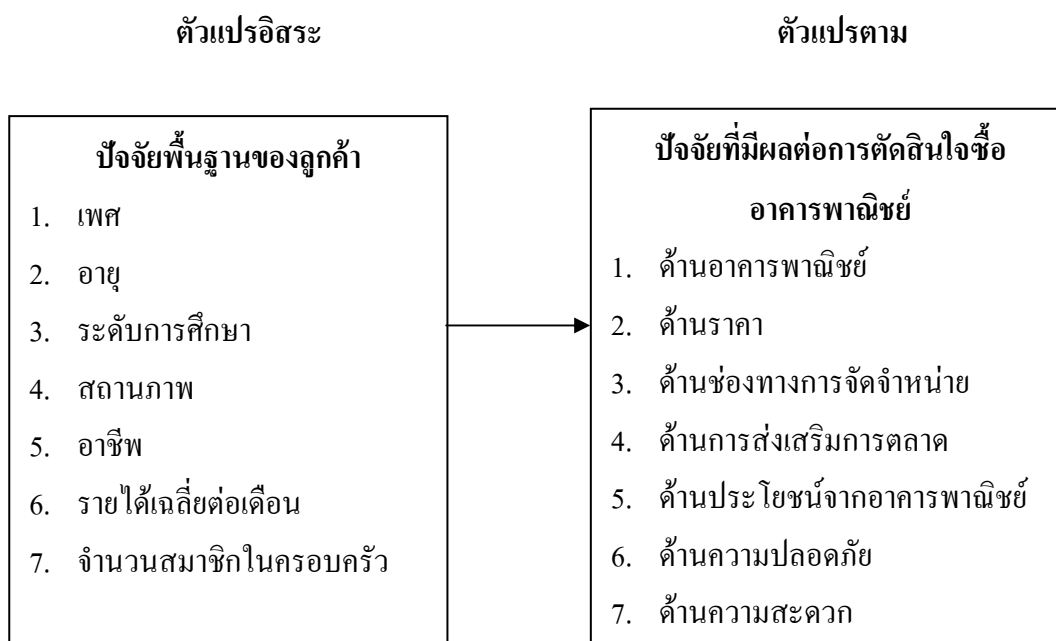 ตัวแปรอิสระ
ตัวแปรตาม
ปัจจัยพื้นฐานของลูกค้า
1. เพศ
2. อายุ
3. ระดับการศึกษา
4. สถานภาพ
5. อาชีพ
6. รายได้เฉลี่ยต่อเดือน
7. จำนวนสมาชิกในครอบครัว
ปัจจัยที่มีผลต่อการตัดสินใจซื้อ
อาคารพาณิชย์
1. ด้านอาคารพาณิชย์
2. ด้านราคา
3. ด้านช่องทางการจัดจำหน่าย
4. ด้านการส่งเสริมการตลาด
5. ด้านประโยชน์จากอาคารพาณิชย์
6. ด้านความปลอดภัย
7. ด้านความสะดวก